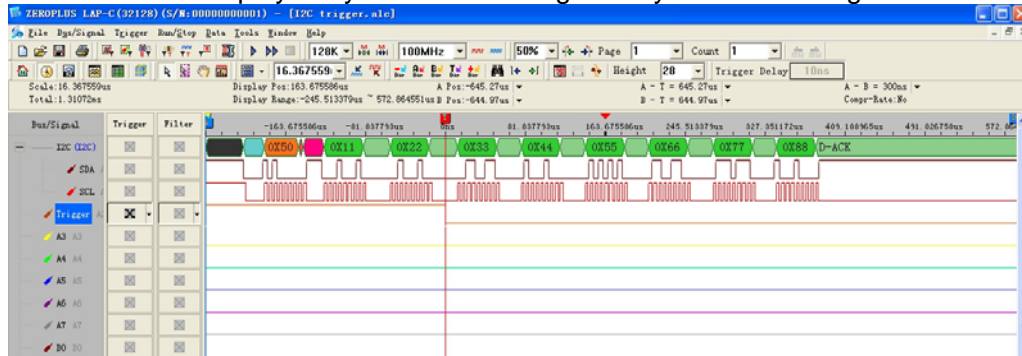 ZEROPLUS LAP-C(32128)(S/N:00000000001) - [I2C trigger.alc]
File Bus/Signal Trigger Run/Stop Data Tools Window Help
128K 100MHz 50% Page 1 Count 1
16.367559 Height 28 Trigger Delay 10ns
Scale:16.367559us Display Pos:163.675586us A Pos:-645.27us A - T = 645.27us A - B = 300ns
Total:1.31072ms Display Range:-245.513379us ~ 572.864551us B Pos:-644.97us B - T = 644.97us Compr-Rate:No
Bus/Signal Trigger Filter -163.675586us -81.837793us 0ns 81.837793us 163.675586us 245.513379us 327.351172us 409.188965us 491.026758us 572.86
I2C (I2C) 0X50 0X11 0X22 0X33 0X44 0X55 0X66 0X77 0X88 D-ACK
SDA
SCL
Trigger
A3 A3
A4 A4
A5 A5
A6 A6
A7 A7
B0 B0